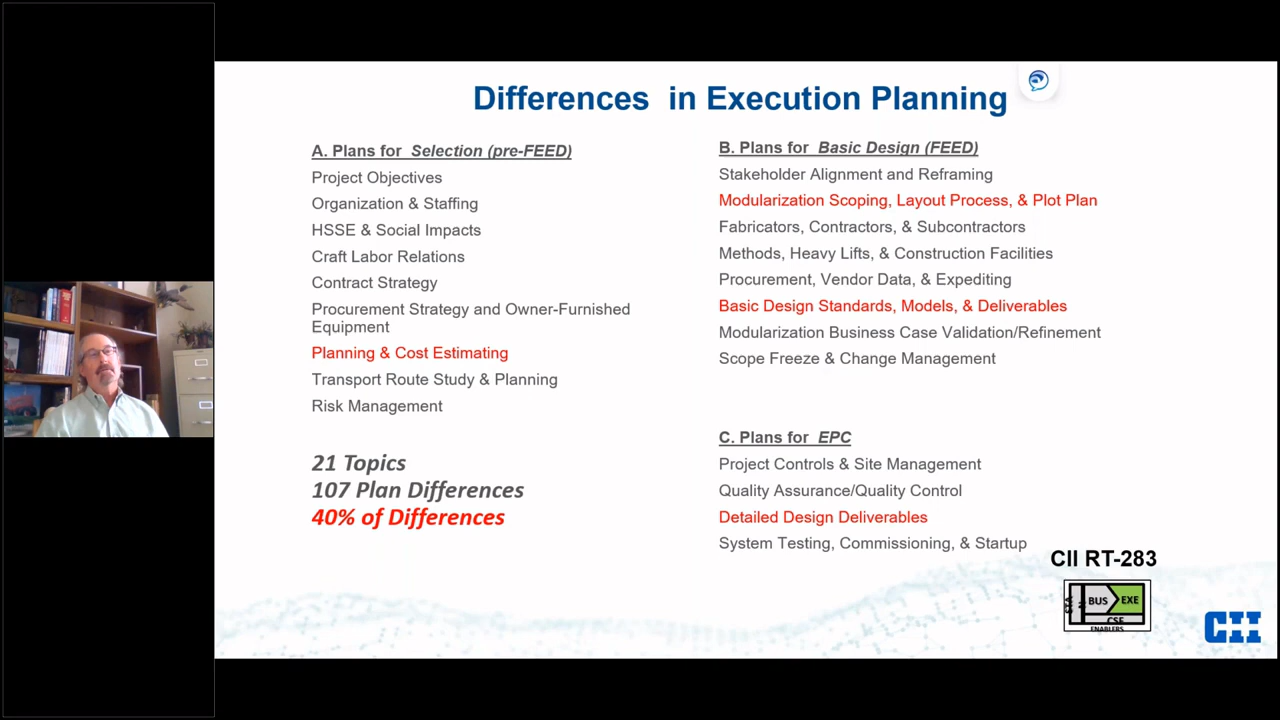 Differences in Execution Planning
A. Plans for Selection (pre-FEED)
Project Objectives
Organization & Staffing
HSSE & Social Impacts
Craft Labor Relations
Contract Strategy
Procurement Strategy and Owner-Furnished
Equipment
Planning & Cost Estimating
Transport Route Study & Planning
Risk Management
21 Topics
107 Plan Differences
40% of Differences
B. Plans for Basic Design (FEED)
Stakeholder Alignment and Reframing
Modularization Scoping, Layout Process, & Plot Plan
Fabricators, Contractors, & Subcontractors
Methods, Heavy Lifts, & Construction Facilities
Procurement, Vendor Data, & Expediting
Basic Design Standards, Models, & Deliverables
Modularization Business Case Validation/Refinement
Scope Freeze & Change Management
C. Plans for EPC
Project Controls & Site Management
Quality Assurance/Quality Control
Detailed Design Deliverables
System Testing, Commissioning, & Startup
CII RT-283
BUS EXE
CSF
ENABLERS
CII